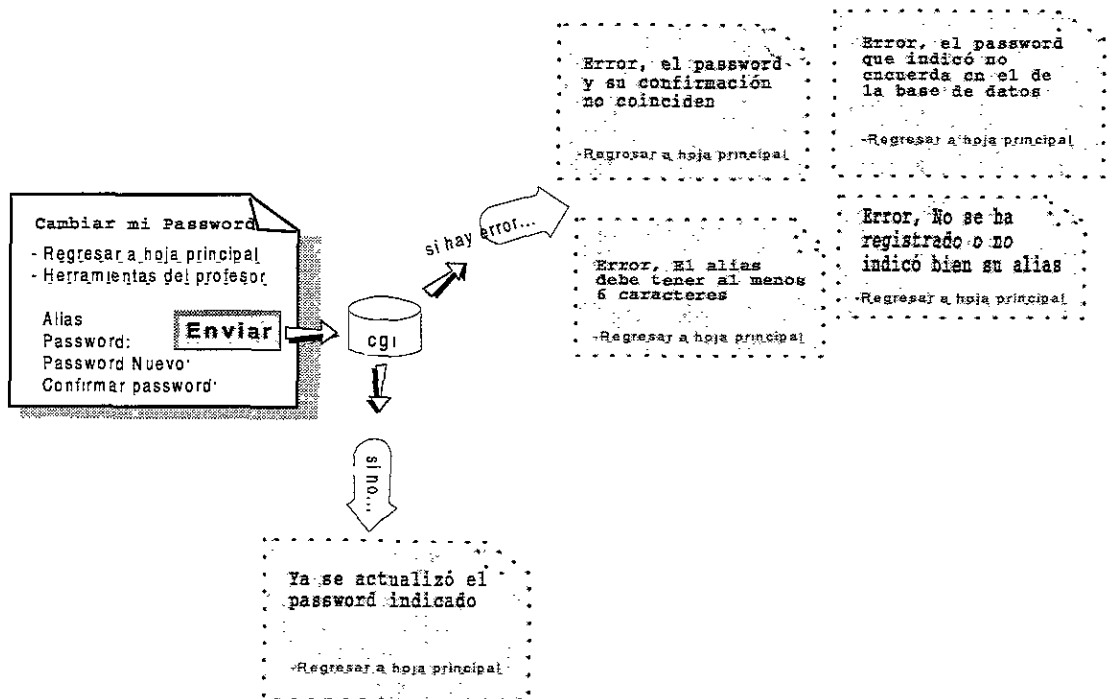 Cambiar mi Password
- Regresar a hoja principal
- Herramientas del profesor
Alias
Password:
Password Nuevo:
Confirmar password:
Enviar
cgi
si hay error...
Error, el password
y su confirmación
no coinciden
-Regresar a hoja principal
Error, el password
que indicó no
encuerda en el de
la base de datos
-Regresar a hoja principal
Error, El alias
debe tener al menos
6 caracteres
-Regresar a hoja principal
Error, No se ha
registrado o no
indicó bien su alias
-Regresar a hoja principal
si no...
Ya se actualizó el
password indicado
-Regresar a hoja principal